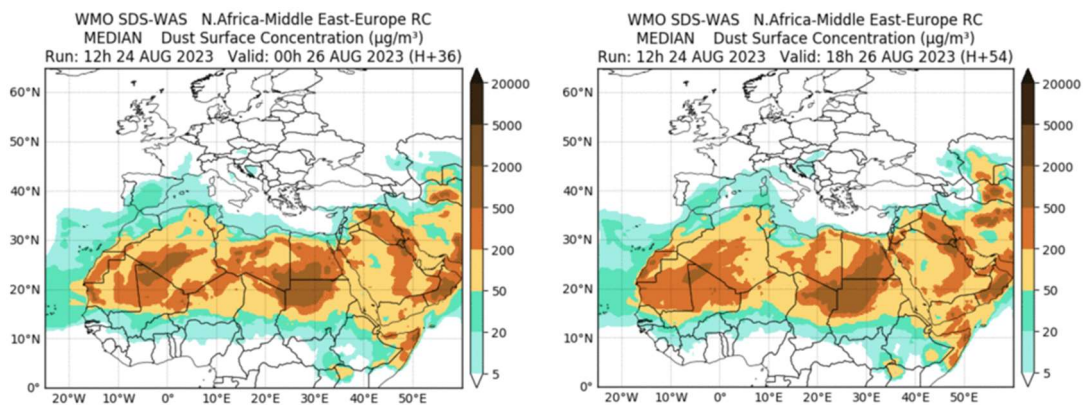 WMO SDS-WAS N.Africa-Middle East-Europe RC
MEDIAN Dust Surface Concentration (µg/m³)
Run: 12h 24 AUG 2023 Valid: 00h 26 AUG 2023 (H+36)
60°N
50°N
40°N
30°N
20°N
10°N
0°
20°W 10°W 0° 10°E 20°E 30°E 40°E 50°E
20000
5000
2000
500
200
50
20
5
WMO SDS-WAS N.Africa-Middle East-Europe RC
MEDIAN Dust Surface Concentration (µg/m³)
Run: 12h 24 AUG 2023 Valid: 18h 26 AUG 2023 (H+54)
60°N
50°N
40°N
30°N
20°N
10°N
0°
20°W 10°W 0° 10°E 20°E 30°E 40°E 50°E
20000
5000
2000
500
200
50
20
5